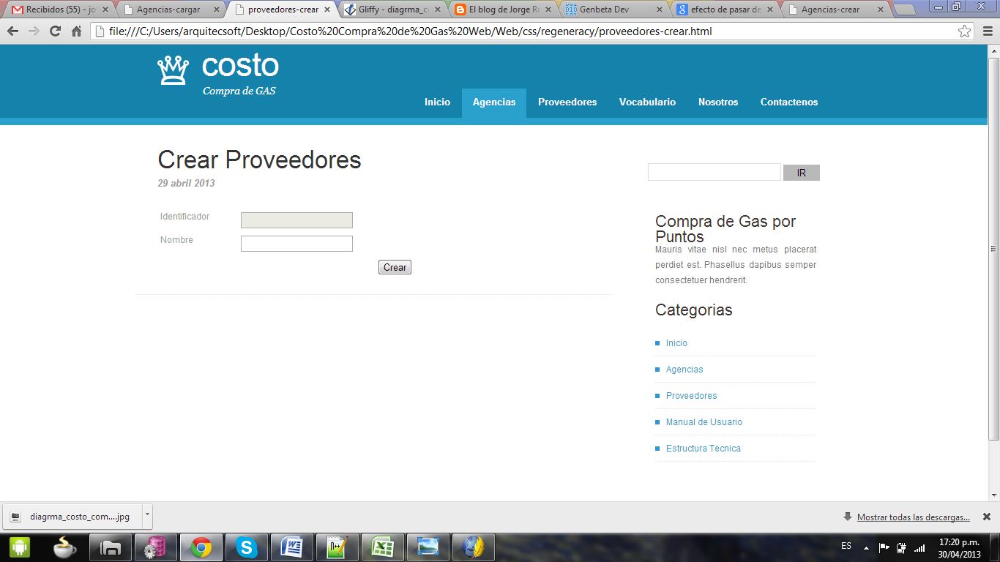 Recibidos (55) - jo
Agencias-cargar
proveedores-crear
Gliffy - diagrma_c
El blog de Jorge Ru
Genbeta Dev
efecto de pasar de
Agencias-crear
file:///C:/Users/arquitecsoft/Desktop/Costo%20Compra%20de%20Gas%20Web/Web/css/regeneracy/proveedores-crear.html
costo
Compra de GAS
Inicio Agencias Proveedores Vocabulario Nosotros Contactenos
Crear Proveedores
29 abril 2013
Identificador
Nombre
Crear
IR
Compra de Gas por
Puntos
Mauris vitae nisl nec metus placerat
perdiet est. Phasellus dapibus semper
consectetuer hendrerit.
Categorias
Inicio
Agencias
Proveedores
Manual de Usuario
Estructura Tecnica
diagrma_costo_com....jpg
Mostrar todas las descargas...
ES
17:20 p.m.
30/04/2013